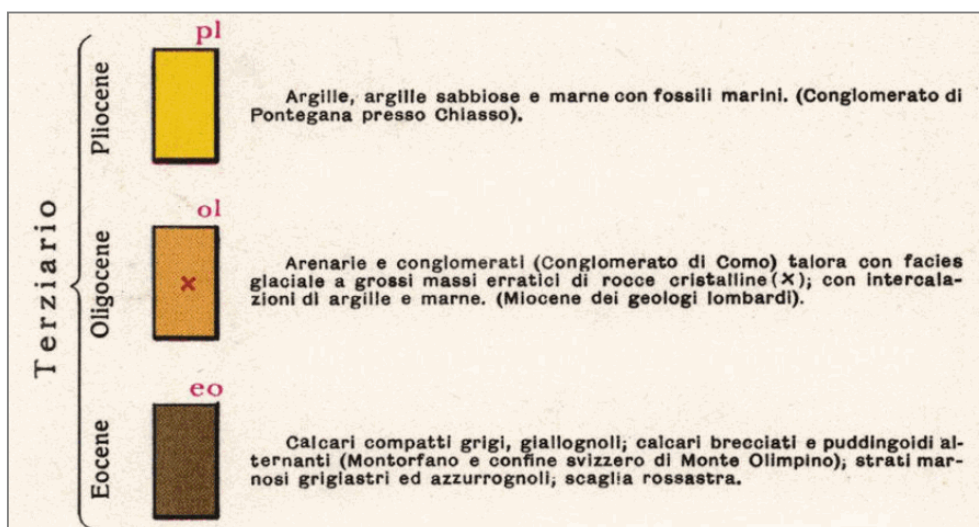 Terziario
Pliocene
pl
Argille, argille sabbiose e marne con fossili marini. (Conglomerato di
Pontegana presso Chiasso).
Oligocene
ol
×
Arenarie e conglomerati (Conglomerato di Como) talora con facies
glaciale a grossi massi erratici di rocce cristalline (×); con intercala-
zioni di argille e marne. (Miocene dei geologi lombardi).
Eocene
eo
Calcari compatti grigi, giallognoli; calcari brecciati e puddingoidi al-
ternanti (Montorfano e confine svizzero di Monte Olimpino); strati mar-
nosi grigiastri ed azzurrognoli; scaglia rossastra.